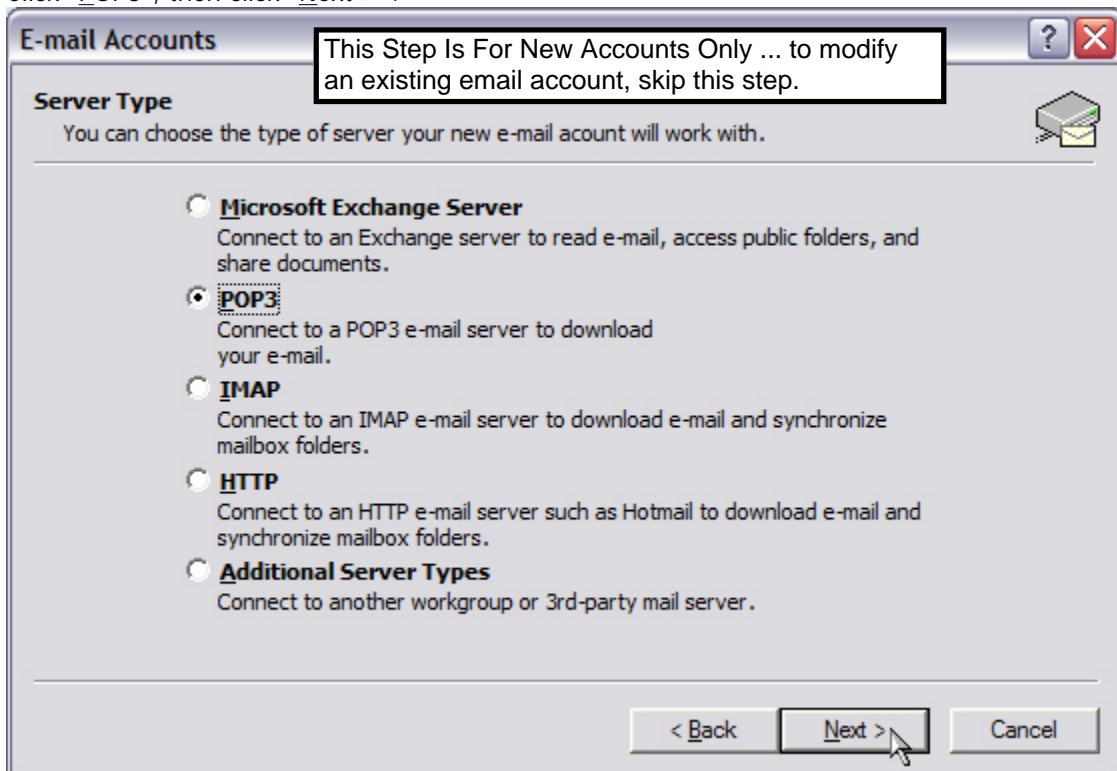 click "POP3", then click "Next >".
E-mail Accounts
This Step Is For New Accounts Only ... to modify
an existing email account, skip this step.
Server Type
You can choose the type of server your new e-mail acount will work with.
Microsoft Exchange Server
Connect to an Exchange server to read e-mail, access public folders, and
share documents.
POP3
Connect to a POP3 e-mail server to download
your e-mail.
IMAP
Connect to an IMAP e-mail server to download e-mail and synchronize
mailbox folders.
HTTP
Connect to an HTTP e-mail server such as Hotmail to download e-mail and
synchronize mailbox folders.
Additional Server Types
Connect to another workgroup or 3rd-party mail server.
< Back
Next >
Cancel